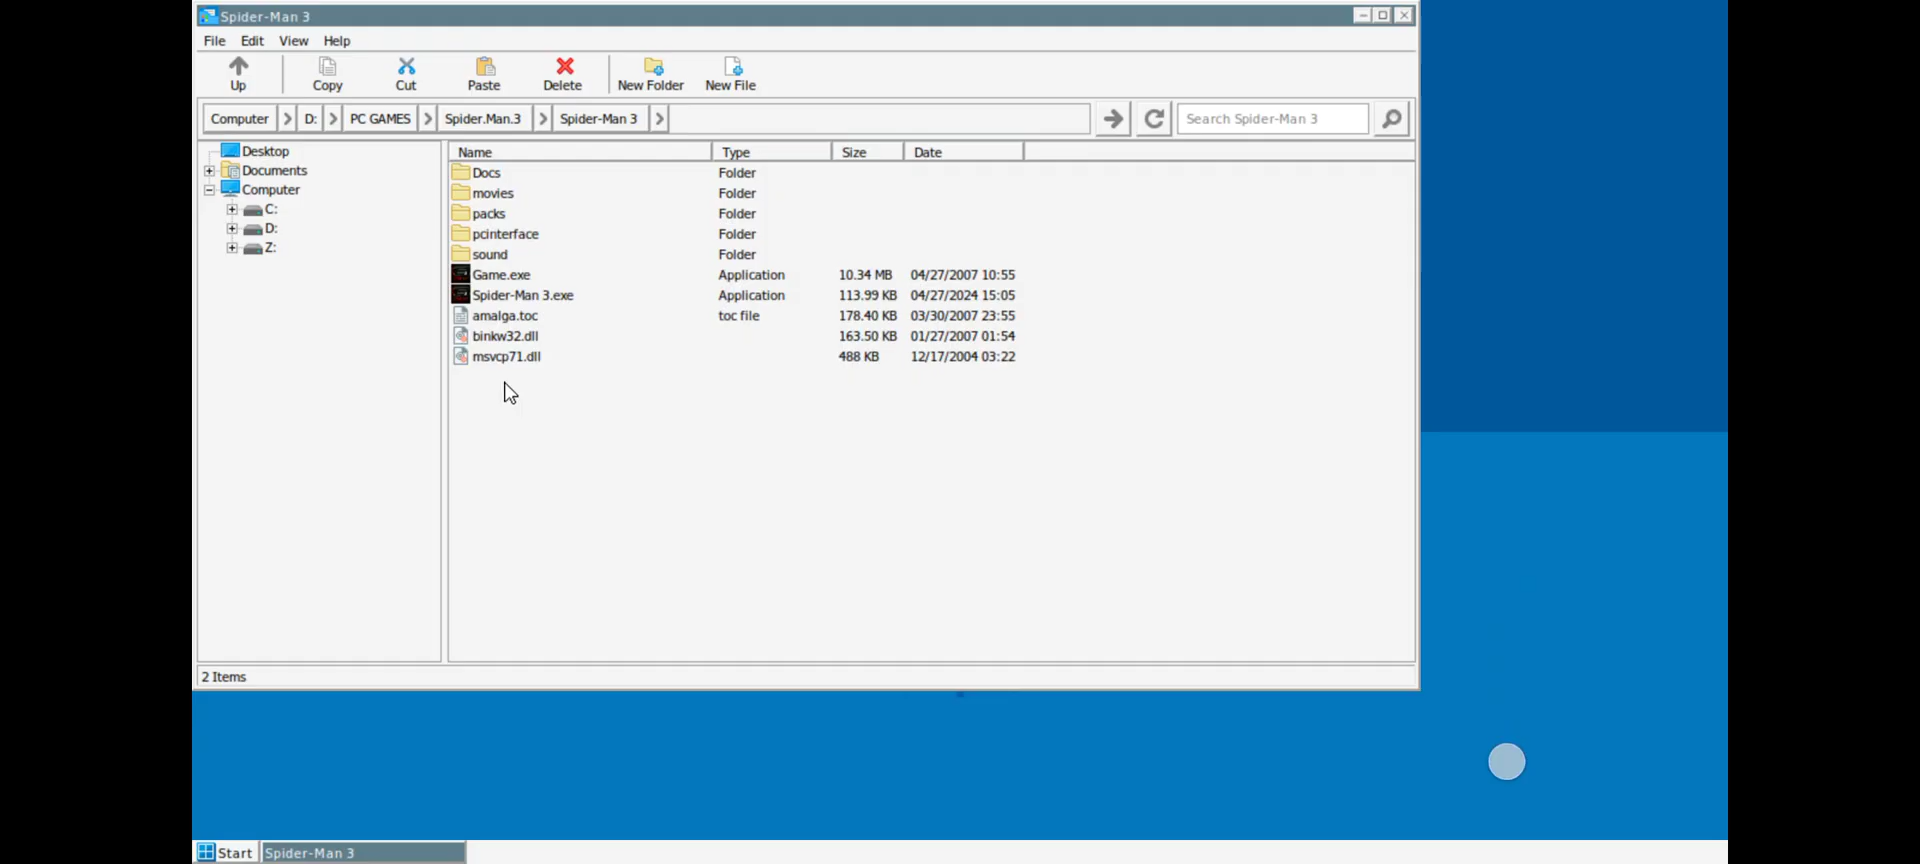 Spider-Man 3
File Edit View Help
Up Copy Cut Paste Delete New Folder New File
Computer D: PC GAMES Spider.Man.3 Spider-Man 3 Search Spider-Man 3
Desktop
Documents
Computer
C:
D:
Z:
Name Type Size Date
Docs Folder
movies Folder
packs Folder
pcinterface Folder
sound Folder
Game.exe Application 10.34 MB 04/27/2007 10:55
Spider-Man 3.exe Application 113.99 KB 04/27/2024 15:05
amalga.toc toc file 178.40 KB 03/30/2007 23:55
binkw32.dll 163.50 KB 01/27/2007 01:54
msvcp71.dll 488 KB 12/17/2004 03:22
2 Items
Start Spider-Man 3